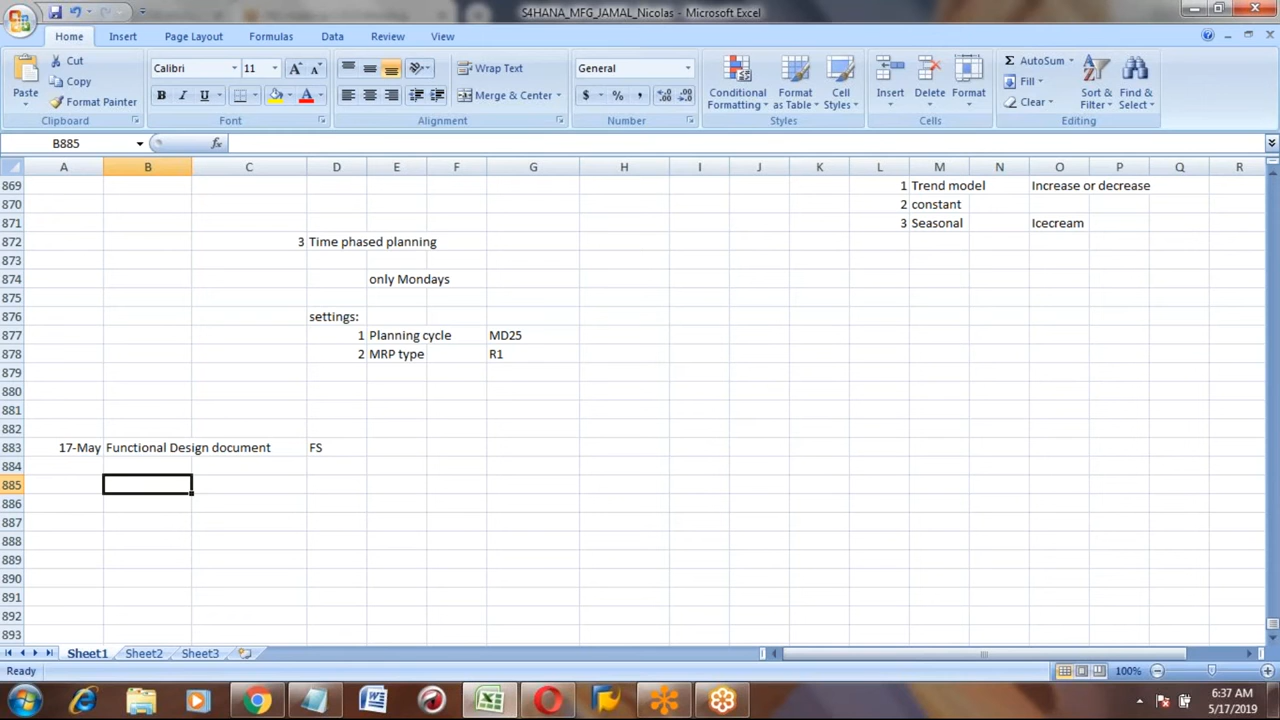 S4HANA_MFG_JAMAL_Nicolas - Microsoft Excel
Home Insert Page Layout Formulas Data Review View
Paste
Cut
Copy
Format Painter
Clipboard
Calibri 11
B I U A A A
Font
Wrap Text
Merge & Center
Alignment
General
$ % ,
Number
Conditional Formatting
Format as Table
Cell Styles
Styles
Insert Delete Format
Cells
Σ AutoSum
Fill
Clear
Sort & Filter
Find & Select
Editing
B885 fx
A B C D E F G H I J K L M N O P Q R
869 1 Trend model Increase or decrease
870 2 constant
871 3 Seasonal Icecream
872 3 Time phased planning
873
874 only Mondays
875
876 settings:
877 1 Planning cycle MD25
878 2 MRP type R1
879
880
881
882
883 17-May Functional Design document FS
884
885
886
887
888
889
890
891
892
893
Sheet1 Sheet2 Sheet3
Ready 100%
6:37 AM
5/17/2019